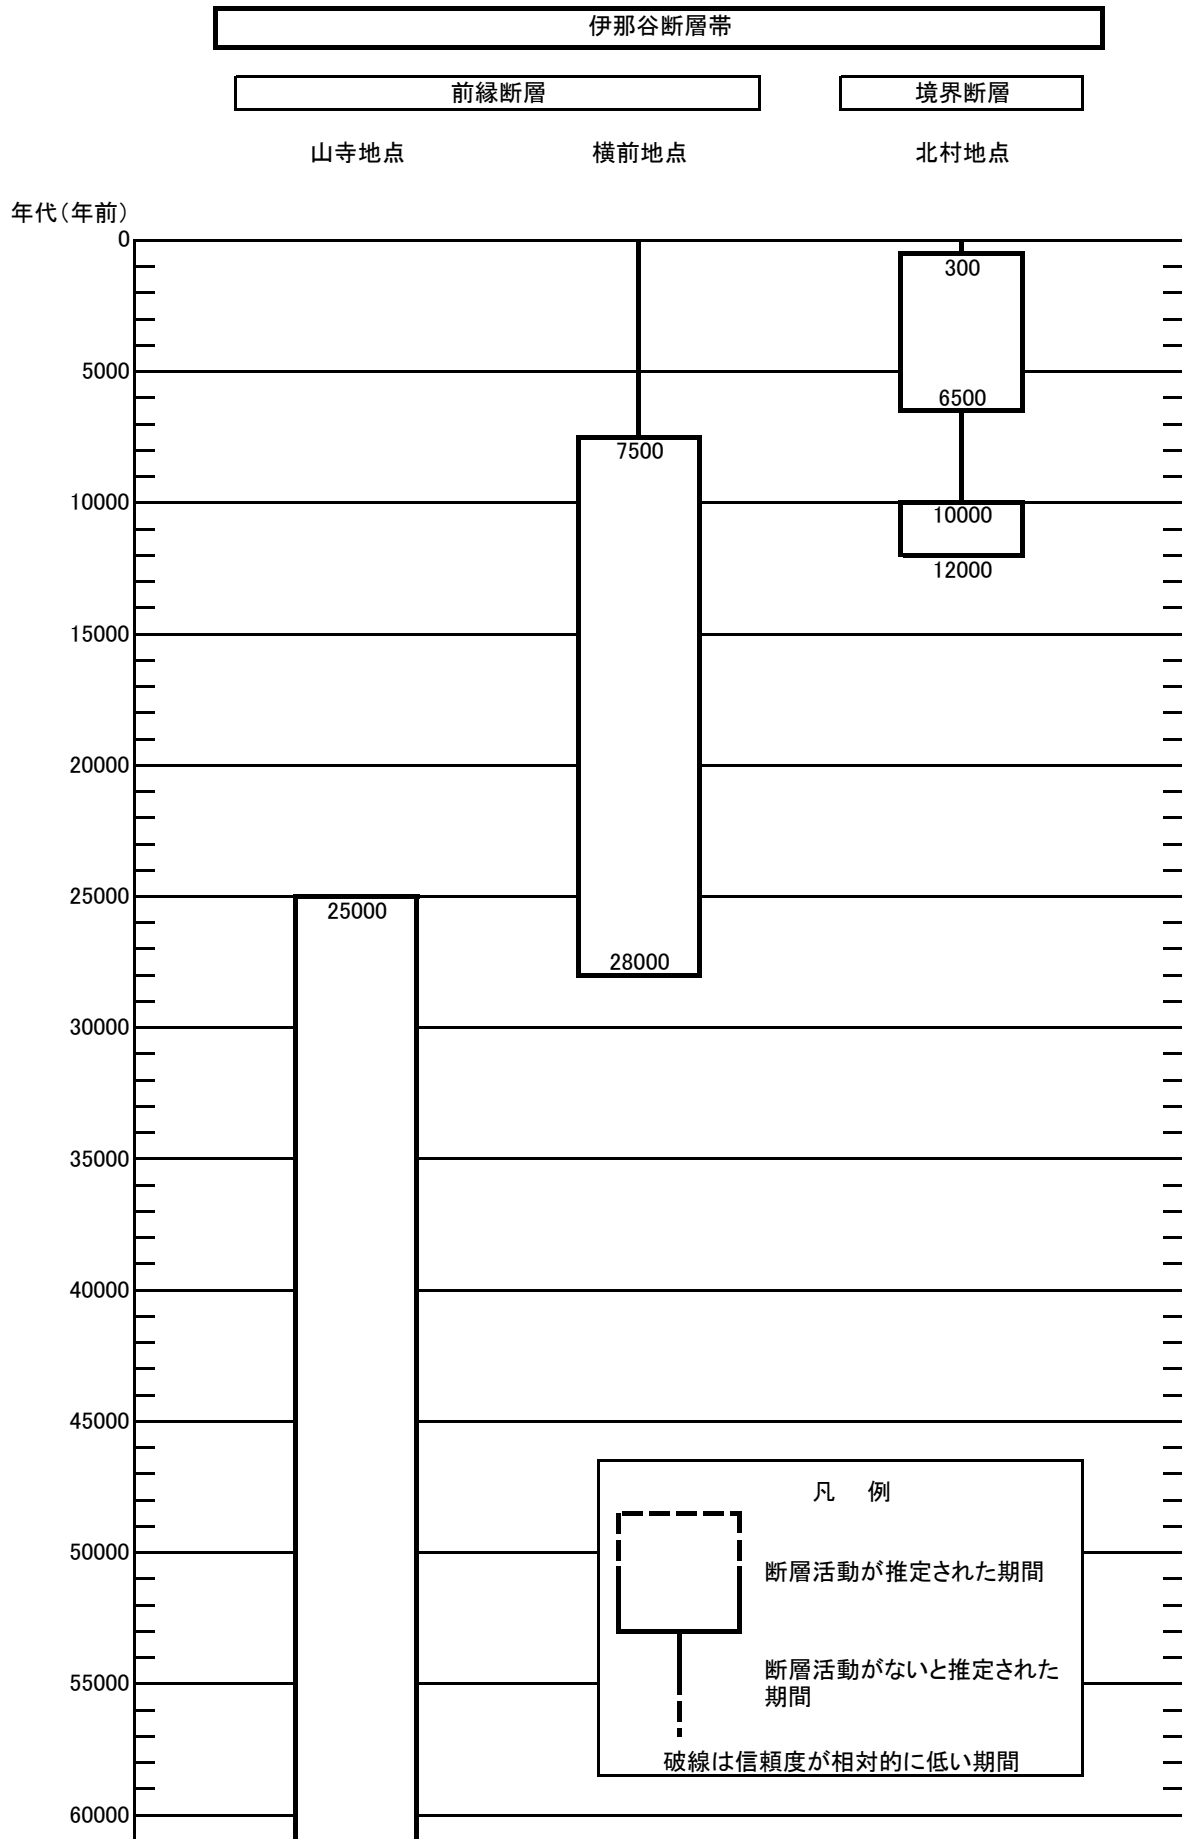 伊那谷断層帯
前縁断層
境界断層
山寺地点
横前地点
北村地点
年代(年前)
0
300
5000
6500
7500
10000
10000
12000
15000
20000
25000
25000
28000
30000
35000
40000
45000
凡 例
50000
断層活動が推定された期間
断層活動がないと推定された
期間
55000
破線は信頼度が相対的に低い期間
60000